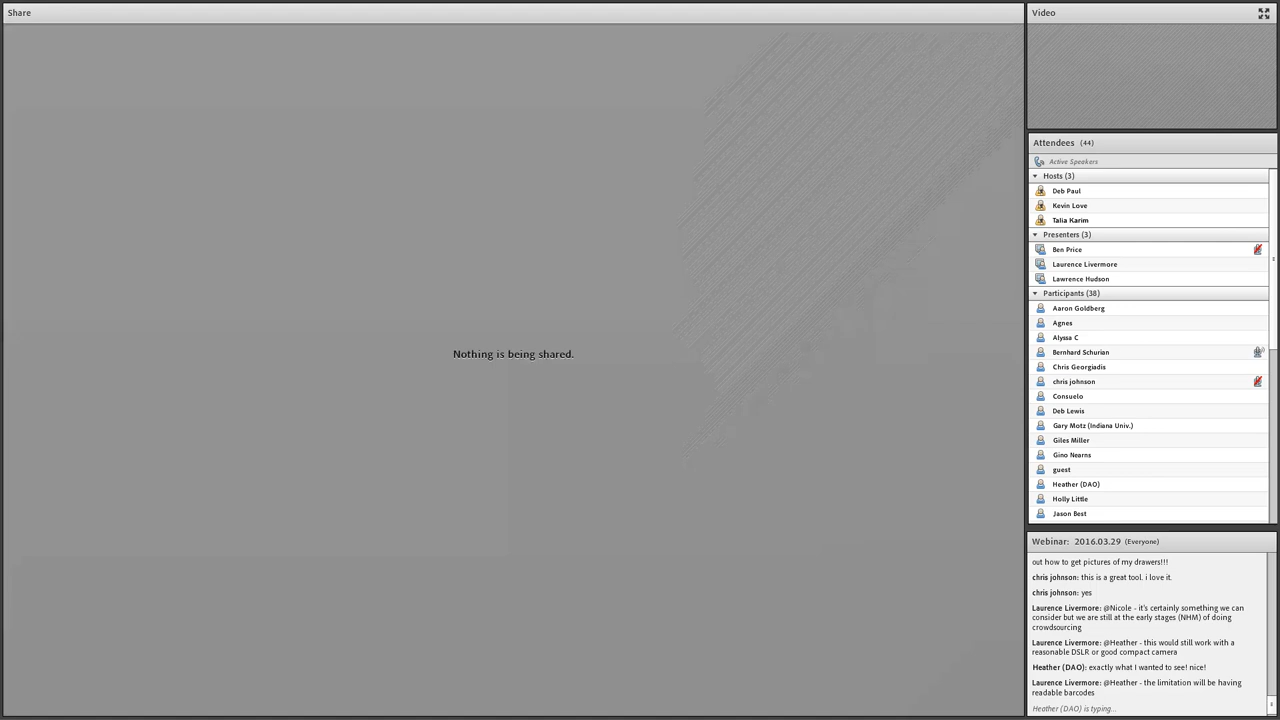 Share
Nothing is being shared.
Video
Attendees (44)
Active Speakers
Hosts (3)
Deb Paul
Kevin Love
Talia Karim
Presenters (3)
Ben Price
Laurence Livermore
Lawrence Hudson
Participants (38)
Aaron Goldberg
Agnes
Alyssa C
Bernhard Schurian
Chris Georgiadis
chris johnson
Consuelo
Deb Lewis
Gary Motz (Indiana Univ.)
Giles Miller
Gino Nearns
guest
Heather (DAO)
Holly Little
Jason Best
Webinar: 2016.03.29 (Everyone)
out how to get pictures of my drawers!!!
chris johnson: this is a great tool. i love it.
chris johnson: yes
Laurence Livermore: @Nicole - it's certainly something we can
consider but we are still at the early stages (NHM) of doing
crowdsourcing
Laurence Livermore: @Heather - this would still work with a
reasonable DSLR or good compact camera
Heather (DAO): exactly what I wanted to see! nice!
Laurence Livermore: @Heather - the limitation will be having
readable barcodes
Heather (DAO) is typing...